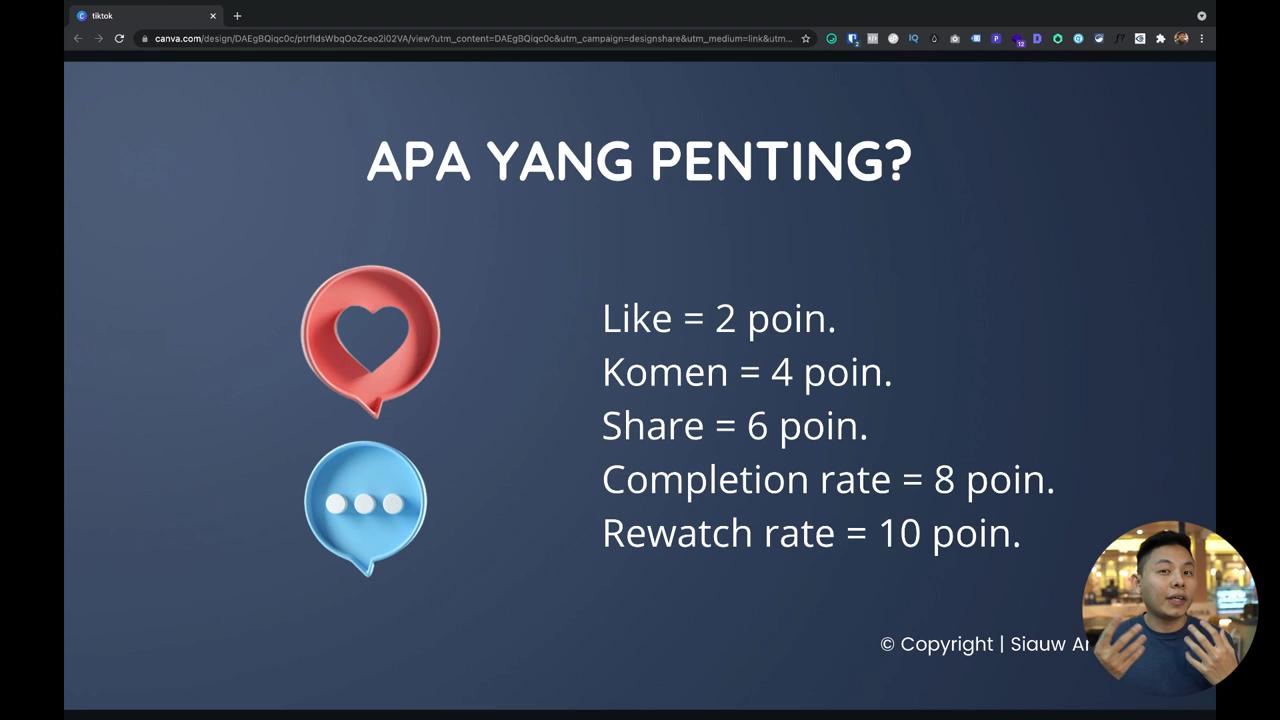 tiktok
canva.com/design/DAEgBQiqc0c/ptrfldsWbqOoZceo2i02VA/view?utm_content=DAEgBQiqc0c&utm_campaign=designshare&utm_medium=link&utm...
APA YANG PENTING?
Like = 2 poin.
Komen = 4 poin.
Share = 6 poin.
Completion rate = 8 poin.
Rewatch rate = 10 poin.
© Copyright | Siauw